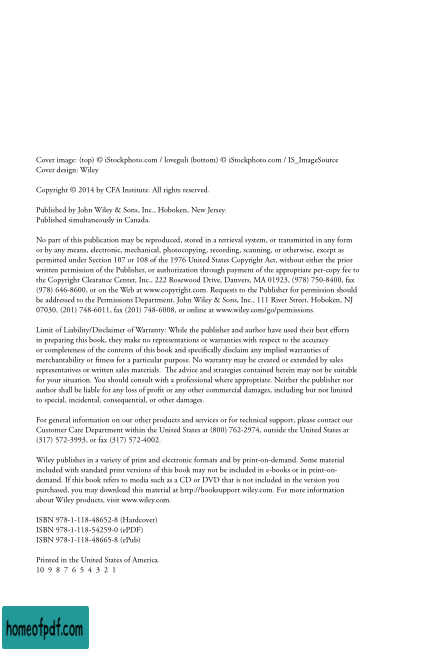 Cover image: (top) © iStockphoto.com / loveguli (bottom) © iStockphoto.com / IS_ImageSource
Cover design: Wiley
Copyright © 2014 by CFA Institute. All rights reserved.
Published by John Wiley & Sons, Inc., Hoboken, New Jersey.
Published simultaneously in Canada.
No part of this publication may be reproduced, stored in a retrieval system, or transmitted in any form
or by any means, electronic, mechanical, photocopying, recording, scanning, or otherwise, except as
permitted under Section 107 or 108 of the 1976 United States Copyright Act, without either the prior
written permission of the Publisher, or authorization through payment of the appropriate per-copy fee to
the Copyright Clearance Center, Inc., 222 Rosewood Drive, Danvers, MA 01923, (978) 750-8400, fax
(978) 646-8600, or on the Web at www.copyright.com. Requests to the Publisher for permission should
be addressed to the Permissions Department, John Wiley & Sons, Inc., 111 River Street, Hoboken, NJ
07030, (201) 748-6011, fax (201) 748-6008, or online at www.wiley.com/go/permissions.
Limit of Liability/Disclaimer of Warranty: While the publisher and author have used their best efforts
in preparing this book, they make no representations or warranties with respect to the accuracy
or completeness of the contents of this book and specifically disclaim any implied warranties of
merchantability or fitness for a particular purpose. No warranty may be created or extended by sales
representatives or written sales materials. The advice and strategies contained herein may not be suitable
for your situation. You should consult with a professional where appropriate. Neither the publisher nor
author shall be liable for any loss of profit or any other commercial damages, including but not limited
to special, incidental, consequential, or other damages.
For general information on our other products and services or for technical support, please contact our
Customer Care Department within the United States at (800) 762-2974, outside the United States at
(317) 572-3993, or fax (317) 572-4002.
Wiley publishes in a variety of print and electronic formats and by print-on-demand. Some material
included with standard print versions of this book may not be included in e-books or in print-on-
demand. If this book refers to media such as a CD or DVD that is not included in the version you
purchased, you may download this material at http://booksupport.wiley.com. For more information
about Wiley products, visit www.wiley.com.
ISBN 978-1-118-48652-8 (Hardcover)
ISBN 978-1-118-54259-0 (ePDF)
ISBN 978-1-118-48665-8 (ePub)
Printed in the United States of America.
10 9 8 7 6 5 4 3 2 1
homeofpdf.com